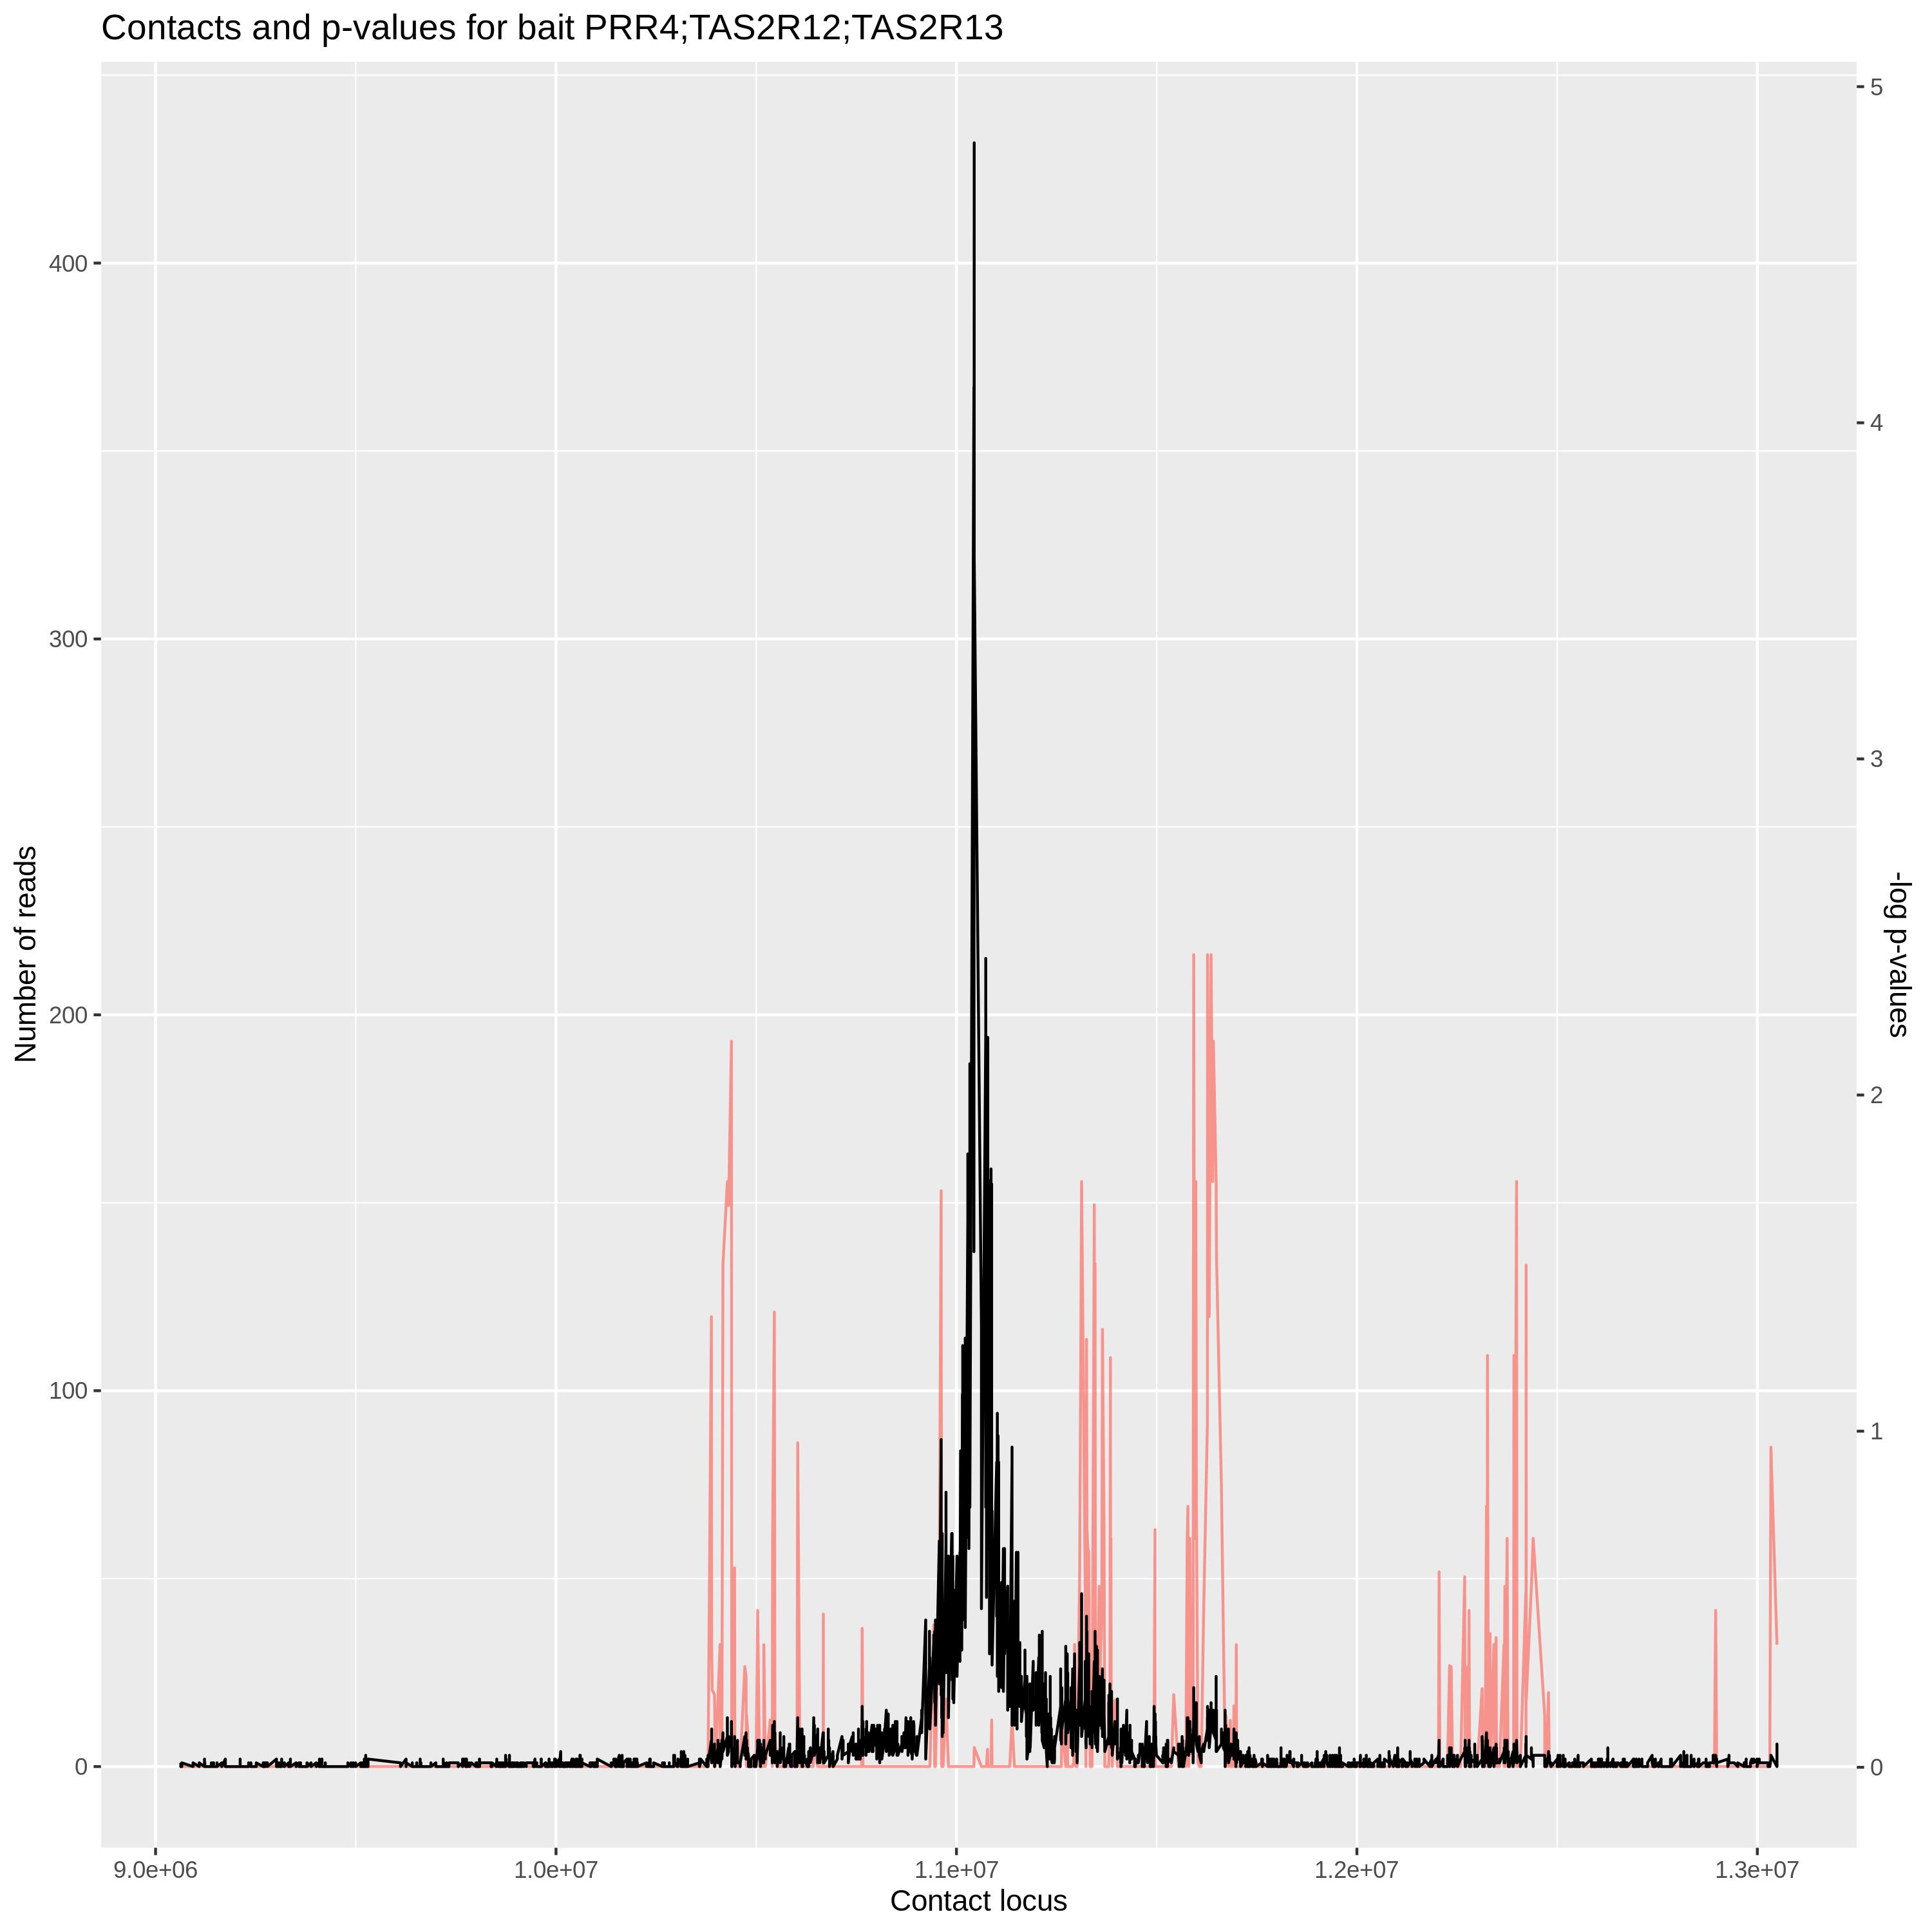 Contacts and p-values for bait PRR4;TAS2R12;TAS2R13
Number of reads
400
300
200
100
0
5
4
3
2
1
0
-log p-values
9.0e+06
1.0e+07
1.1e+07
1.2e+07
1.3e+07
Contact locus